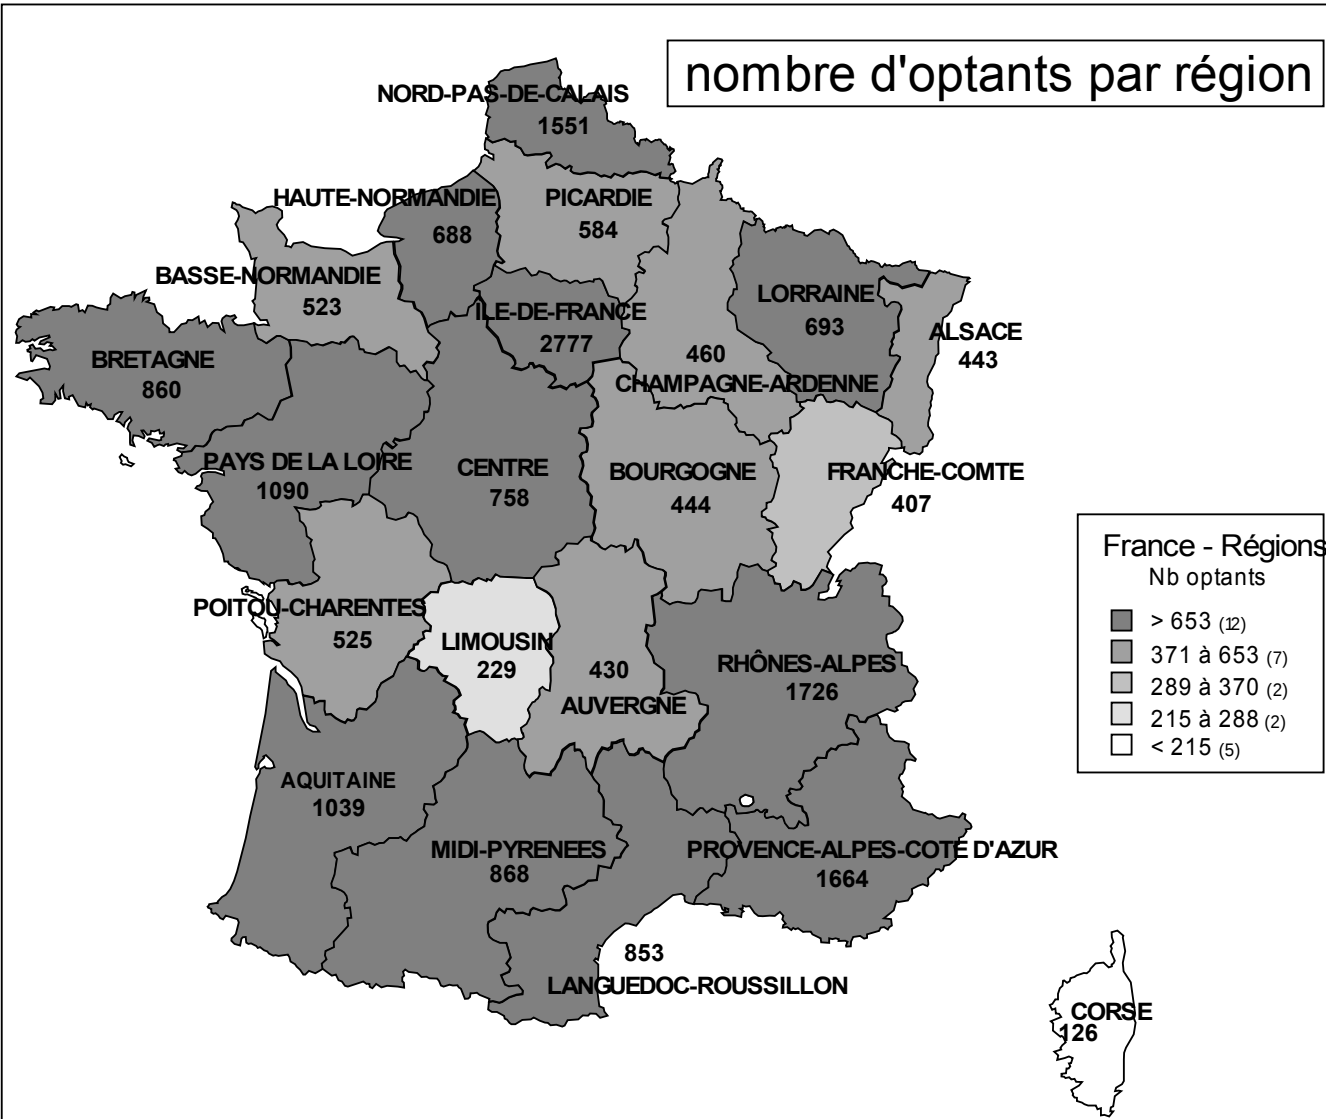 nombre d'optants par région
NORD-PAS-DE-CALAIS
1551
HAUTE-NORMANDIE
688
PICARDIE
584
BASSE-NORMANDIE
523
ILE-DE-FRANCE
2777
LORRAINE
693
ALSACE
443
BRETAGNE
860
460
CHAMPAGNE-ARDENNE
PAYS DE LA LOIRE
1090
CENTRE
758
BOURGOGNE
444
FRANCHE-COMTE
407
France - Régions
Nb optants
> 653 (12)
371 à 653 (7)
289 à 370 (2)
215 à 288 (2)
< 215 (5)
POITOU-CHARENTES
525
LIMOUSIN
229
430
AUVERGNE
RHÔNES-ALPES
1726
AQUITAINE
1039
MIDI-PYRENEES
868
PROVENCE-ALPES-COTE D'AZUR
1664
853
LANGUEDOC-ROUSSILLON
CORSE
126